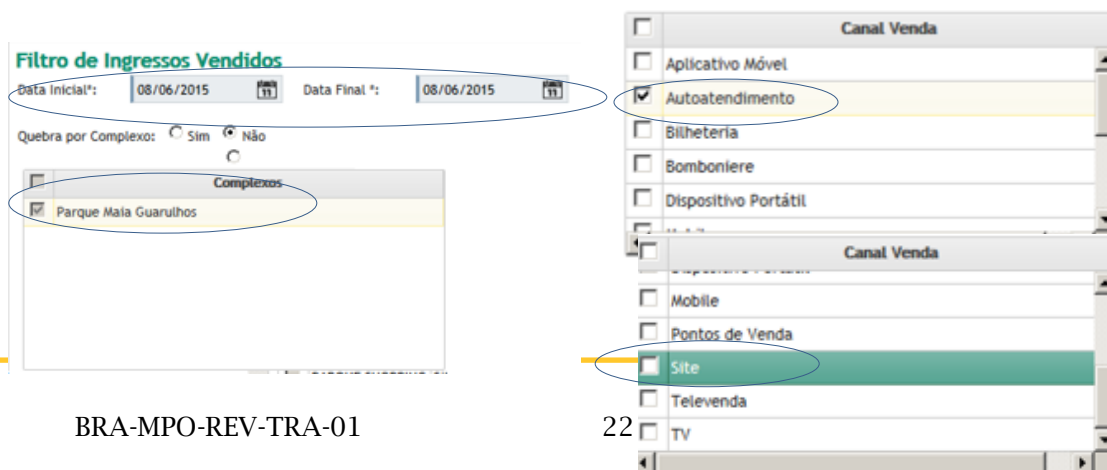 Filtro de Ingressos Vendidos
Data Inicial*: 08/06/2015 Data Final *: 08/06/2015
Quebra por Complexo: Sim Não
Complexos
Parque Maia Guarulhos
Canal Venda
Aplicativo Móvel
Autoatendimento
Bilheteria
Bomboniere
Dispositivo Portátil
Canal Venda
Mobile
Pontos de Venda
Site
Televenda
TV
BRA-MPO-REV-TRA-01 22